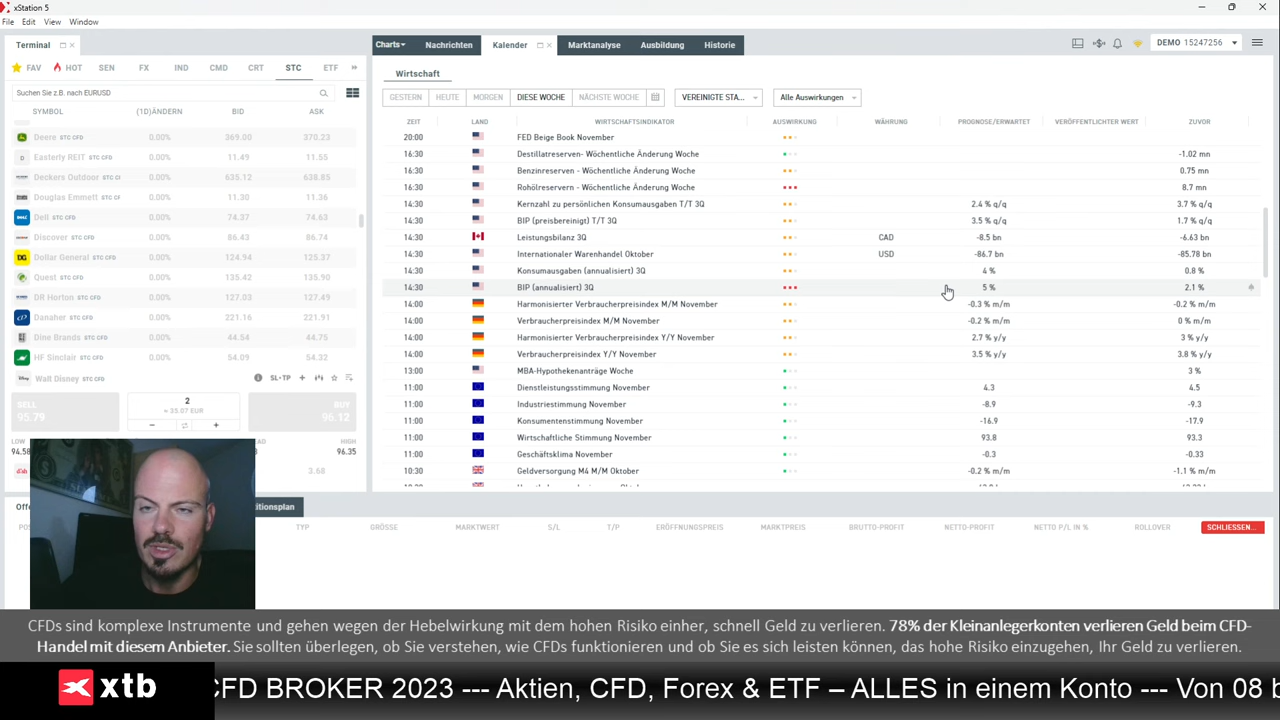 xStation 5
File Edit View Window
Terminal
FAV HOT SEN FX IND CMD CRT STC ETF
Suchen Sie z.B. nach EURUSD
SYMBOL (1D)ÄNDERN BID ASK
Deere STC CFD 0.00% 369.00 370.23
Easterly REIT STC CFD 0.00% 11.49 11.55
Deckers Outdoor STC CF 0.00% 635.12 638.85
Douglas Emmett STC CF 0.00% 11.30 11.36
Dell STC CFD 0.00% 74.37 74.63
Discover STC CFD 0.00% 86.43 86.74
Dollar General STC CFD 0.00% 124.94 125.37
Quest STC CFD 0.00% 135.42 135.90
DR Horton STC CFD 0.00% 127.03 127.49
Danaher STC CFD 0.00% 221.16 221.91
Dine Brands STC CFD 0.00% 44.54 44.75
HF Sinclair STC CFD 0.00% 54.09 54.32
Walt Disney STC CFD SL+TP
SELL 95.79
2
≈ 35.07 EUR
BUY 96.12
LOW HIGH
94.58 96.35
3.68
Charts Nachrichten Kalender Marktanalyse Ausbildung Historie
DEMO 15247256
Wirtschaft
GESTERN HEUTE MORGEN DIESE WOCHE NÄCHSTE WOCHE VEREINIGTE STA... Alle Auswirkungen
ZEIT LAND WIRTSCHAFTSINDIKATOR AUSWIRKUNG WÄHRUNG PROGNOSE/ERWARTET VERÖFFENTLICHTER WERT ZUVOR
20:00 FED Beige Book November
16:30 Destillatreserven- Wöchentliche Änderung Woche -1.02 mn
16:30 Benzinreserven - Wöchentliche Änderung Woche 0.75 mn
16:30 Rohölreservern - Wöchentliche Änderung Woche 8.7 mn
14:30 Kernzahl zu persönlichen Konsumausgaben T/T 3Q 2.4 % q/q 3.7 % q/q
14:30 BIP (preisbereinigt) T/T 3Q 3.5 % q/q 1.7 % q/q
14:30 Leistungsbilanz 3Q CAD -8.5 bn -6.63 bn
14:30 Internationaler Warenhandel Oktober USD -86.7 bn -85.78 bn
14:30 Konsumausgaben (annualisiert) 3Q 4 % 0.8 %
14:30 BIP (annualisiert) 3Q 5 % 2.1 %
14:00 Harmonisierter Verbraucherpreisindex M/M November -0.3 % m/m -0.2 % m/m
14:00 Verbraucherpreisindex M/M November -0.2 % m/m 0 % m/m
14:00 Harmonisierter Verbraucherpreisindex Y/Y November 2.7 % y/y 3 % y/y
14:00 Verbraucherpreisindex Y/Y November 3.5 % y/y 3.8 % y/y
13:00 MBA-Hypothekenanträge Woche 3 %
11:00 Dienstleistungsstimmung November 4.3 4.5
11:00 Industriestimmung November -8.9 -9.3
11:00 Konsumentenstimmung November -16.9 -17.9
11:00 Wirtschaftliche Stimmung November 93.8 93.3
11:00 Geschäftsklima November -0.3 -0.33
10:30 Geldversorgung M4 M/M Oktober -0.2 % m/m -1.1 % m/m
TYP GRÖSSE MARKTWERT S/L T/P ERÖFFNUNGSPREIS MARKTPREIS BRUTTO-PROFIT NETTO-PROFIT NETTO P/L IN % ROLLOVER SCHLIESSEN...
CFDs sind komplexe Instrumente und gehen wegen der Hebelwirkung mit dem hohen Risiko einher, schnell Geld zu verlieren. 78% der Kleinanlegerkonten verlieren Geld beim CFD-
Handel mit diesem Anbieter. Sie sollten überlegen, ob Sie verstehen, wie CFDs funktionieren und ob Sie es sich leisten können, das hohe Risiko einzugehen, Ihr Geld zu verlieren.
xtb CFD BROKER 2023 --- Aktien, CFD, Forex & ETF – ALLES in einem Konto --- Von 08 b